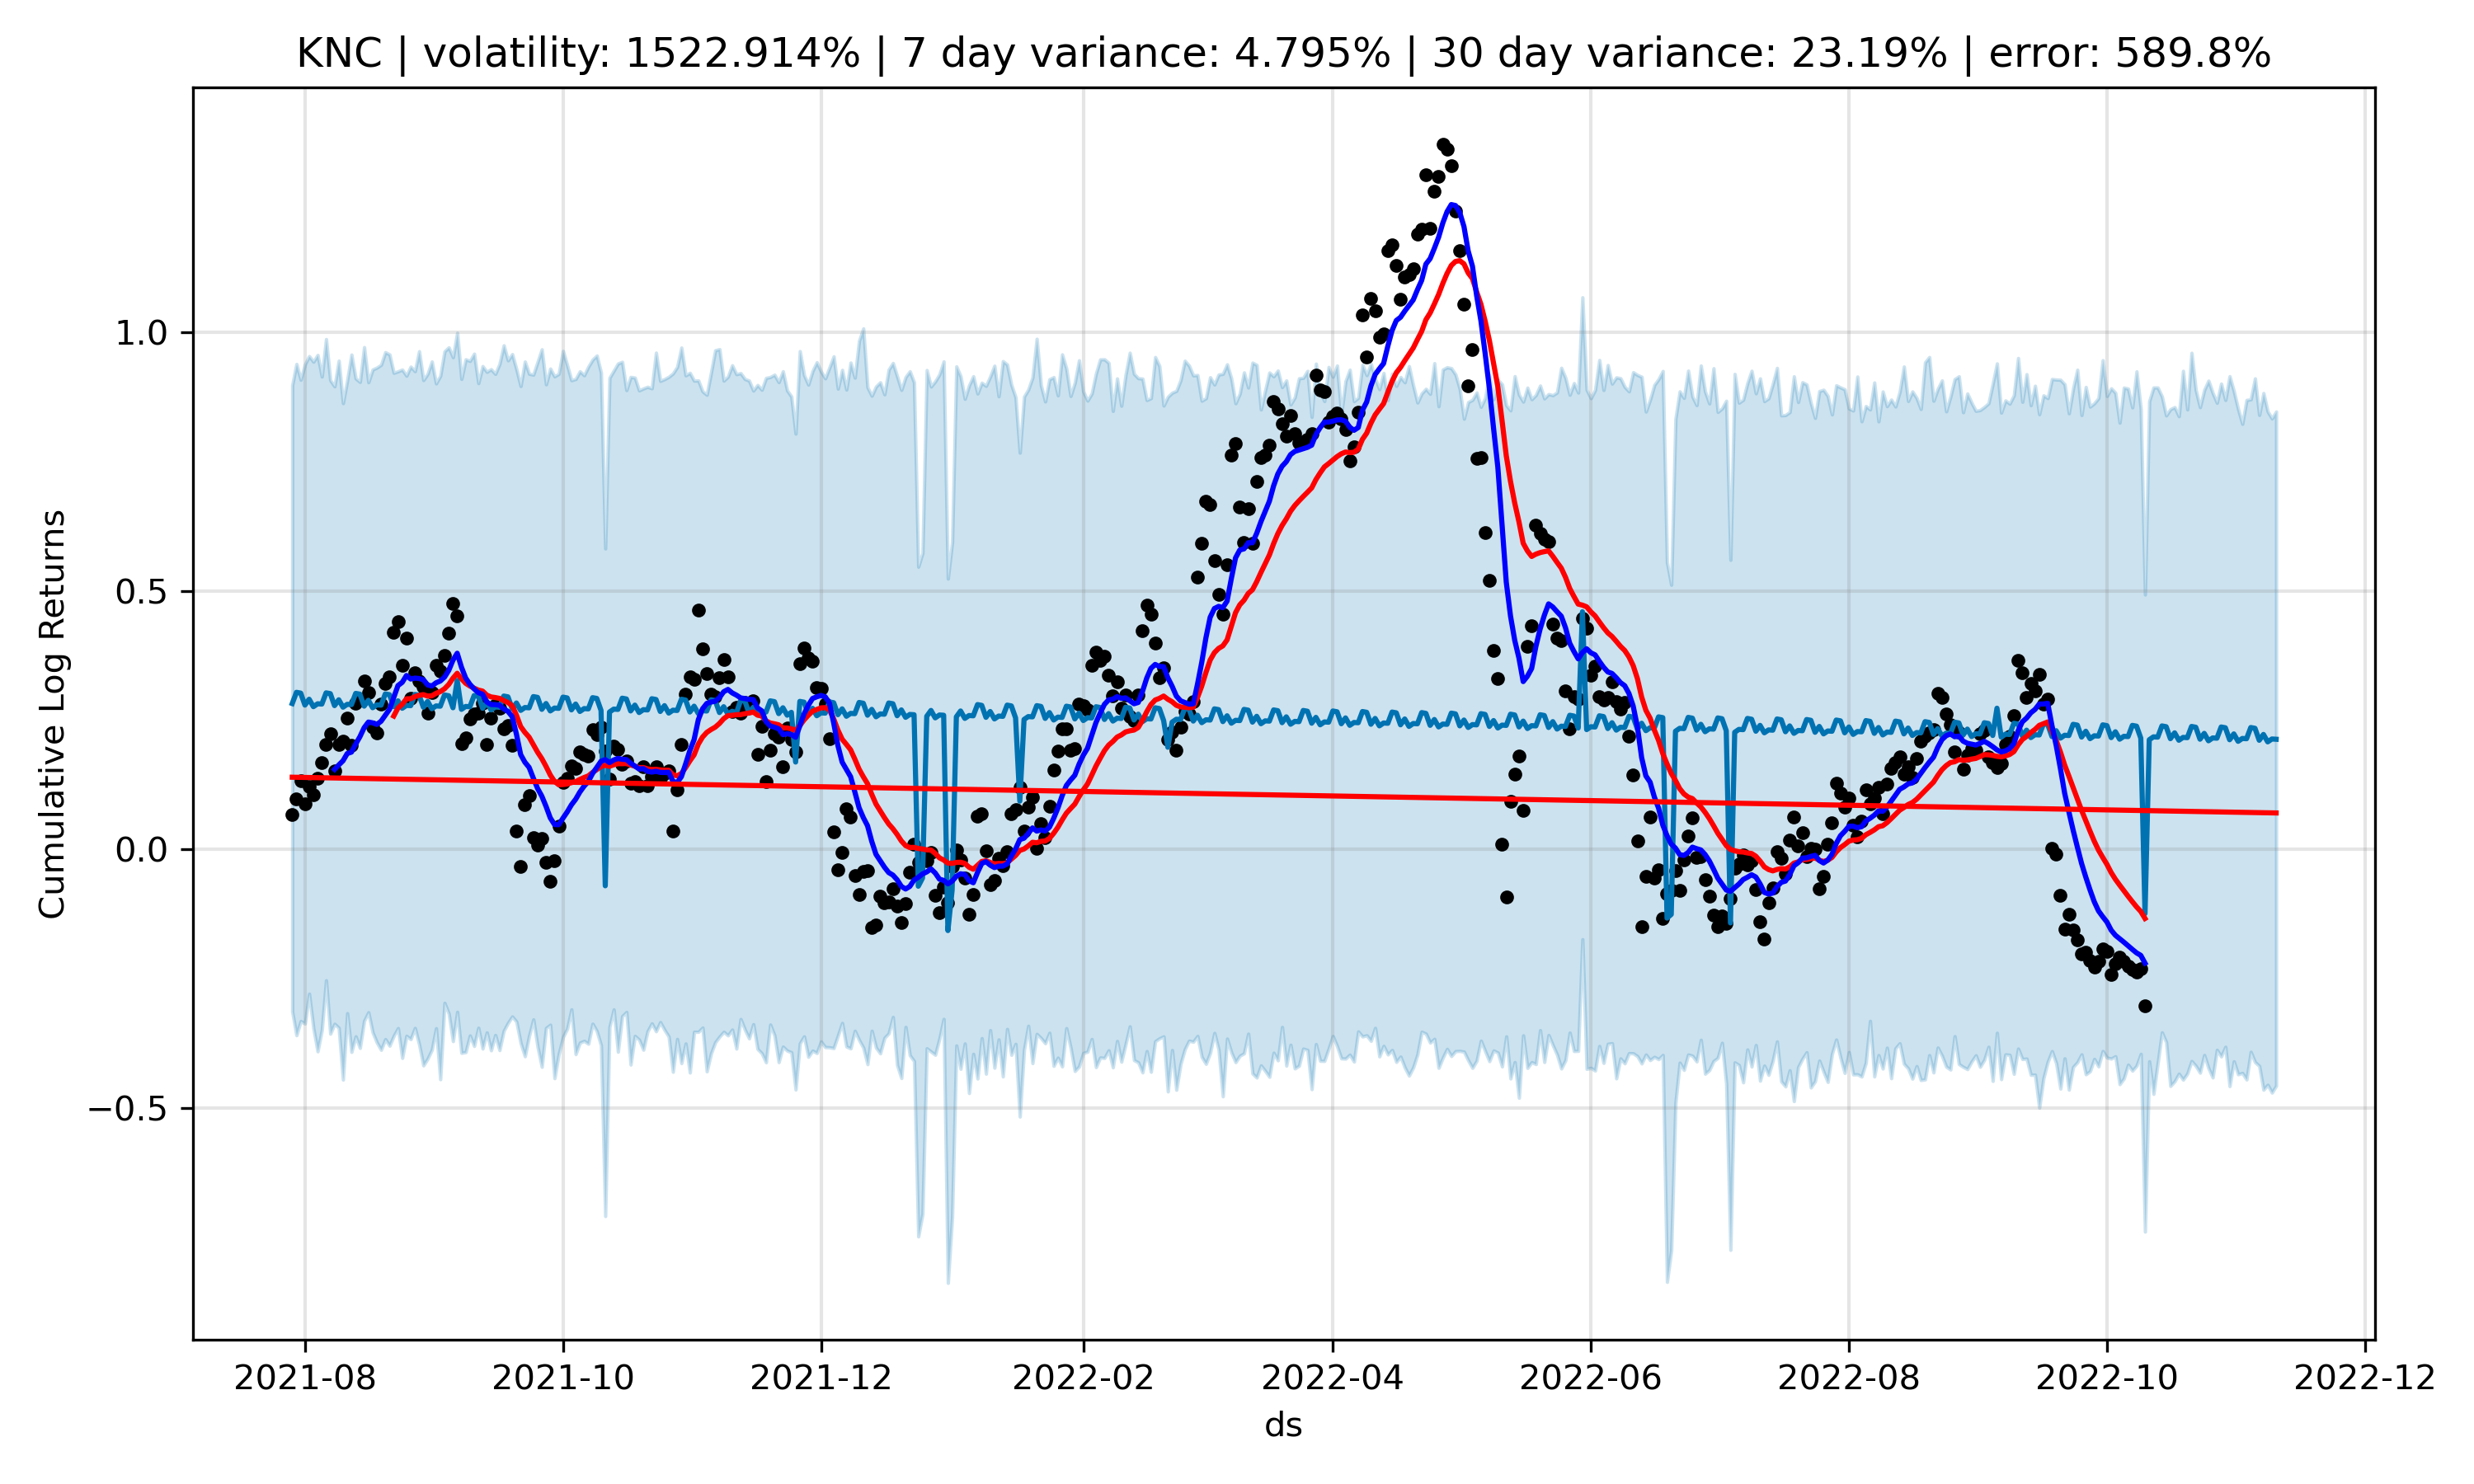 KNC | volatility: 1522.914% | 7 day variance: 4.795% | 30 day variance: 23.19% | error: 589.8%
Cumulative Log Returns
1.0
0.5
0.0
−0.5
2021-08 2021-10 2021-12 2022-02 2022-04 2022-06 2022-08 2022-10 2022-12
ds